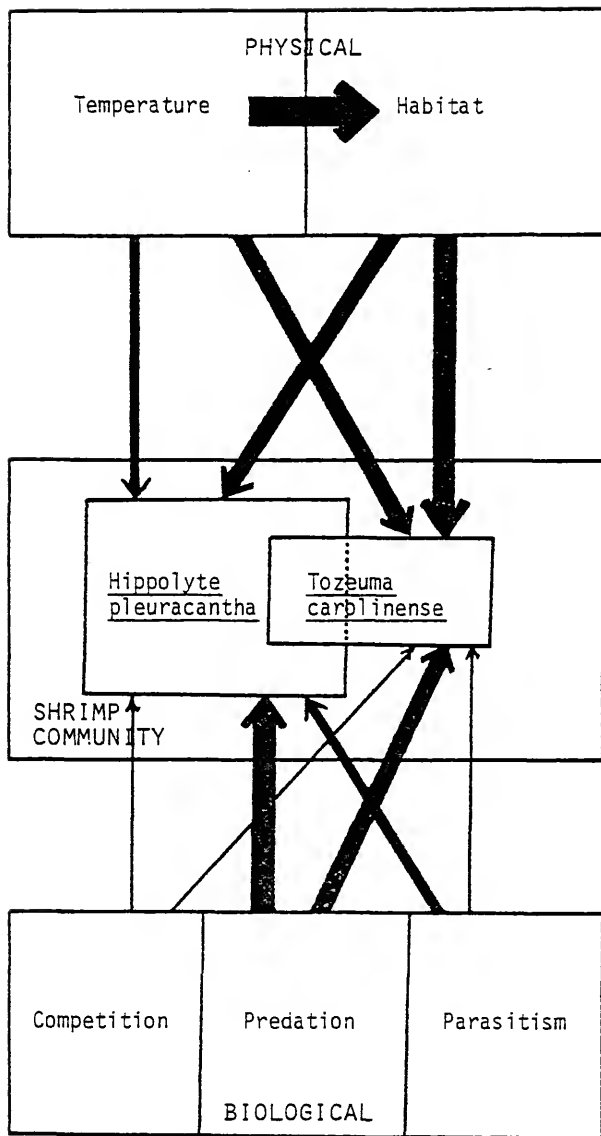 PHYSICAL
Temperature Habitat
Hippolyte
pleuracantha
Tozeuma
carolinense
SHRIMP
COMMUNITY
Competition Predation Parasitism
BIOLOGICAL